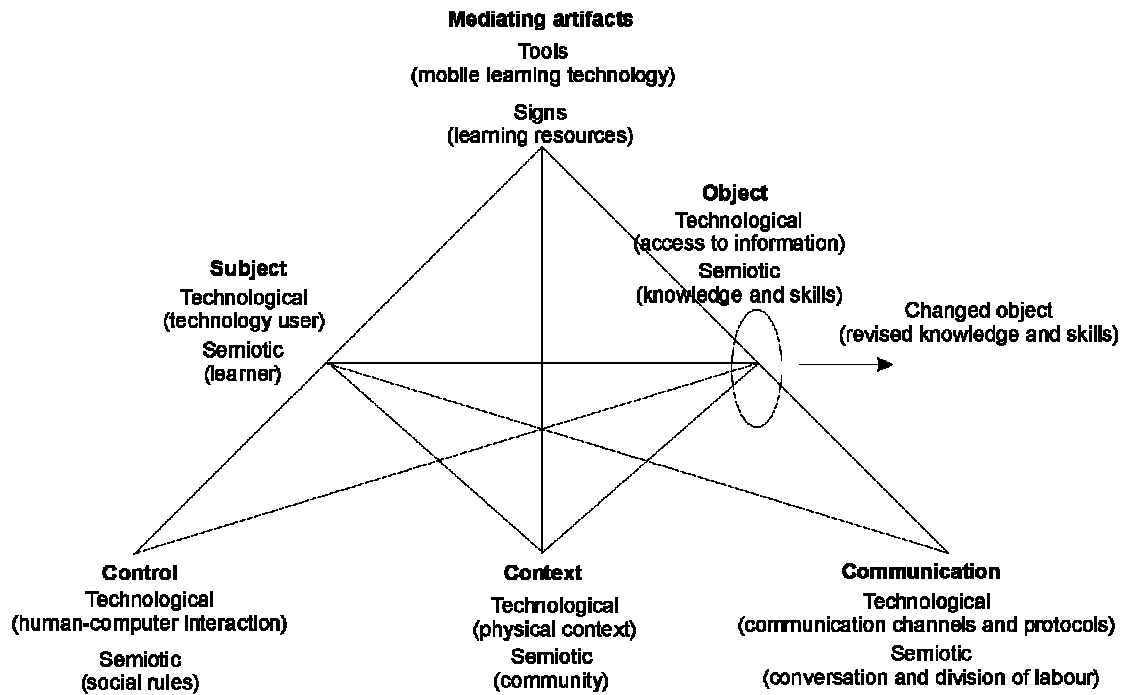 Mediating artifacts
Tools
(mobile learning technology)
Signs
(learning resources)
Object
Technological
(access to information)
Semiotic
(knowledge and skills)
Subject
Technological
(technology user)
Semiotic
(learner)
Changed object
(revised knowledge and skills)
Control
Technological
(human-computer interaction)
Semiotic
(social rules)
Context
Technological
(physical context)
Semiotic
(community)
Communication
Technological
(communication channels and protocols)
Semiotic
(conversation and division of labour)